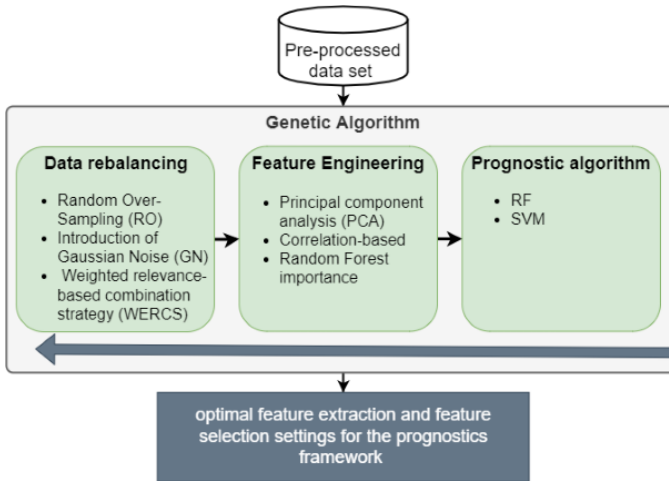 Pre-processed
data set
Genetic Algorithm
Data rebalancing
• Random Over-
Sampling (RO)
• Introduction of
Gaussian Noise (GN)
• Weighted relevance-
based combination
strategy (WERCS)
Feature Engineering
• Principal component
analysis (PCA)
• Correlation-based
• Random Forest
importance
Prognostic algorithm
• RF
• SVM
optimal feature extraction and feature
selection settings for the prognostics
framework